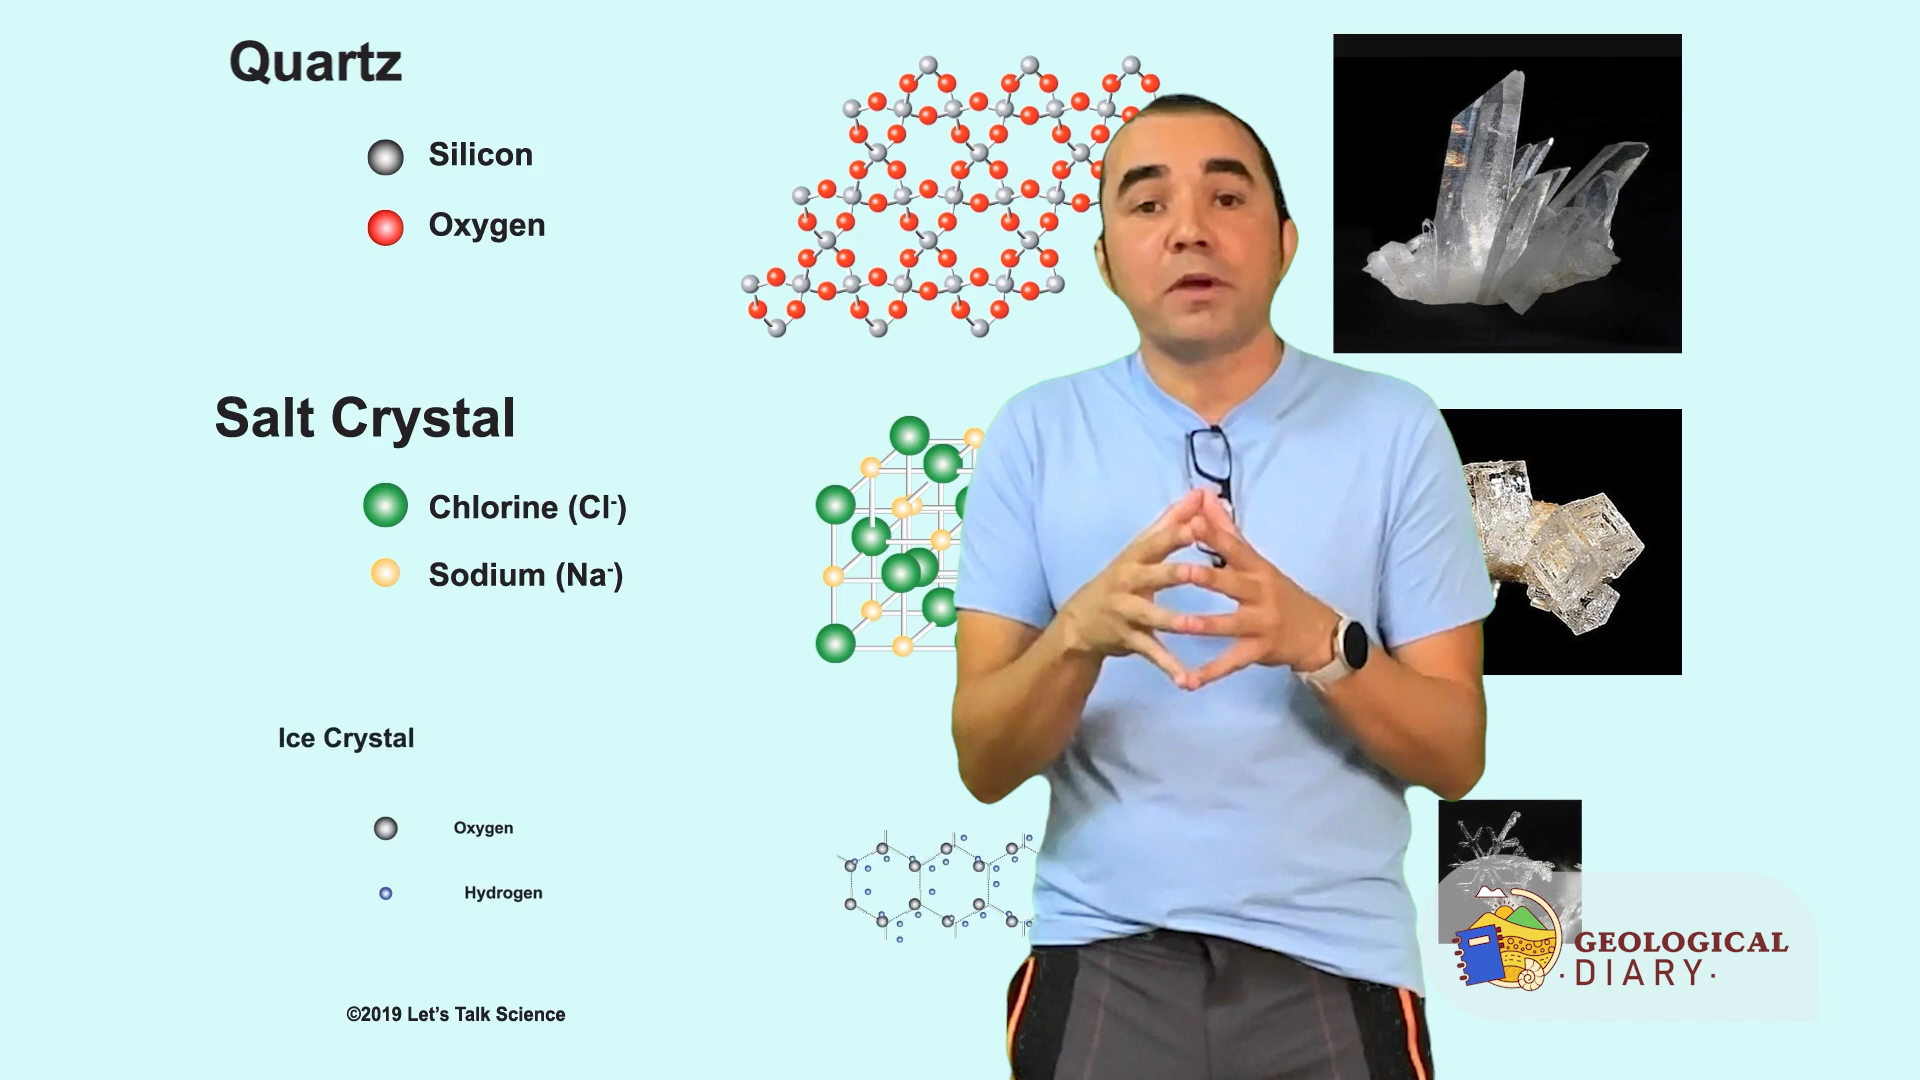 Quartz
Silicon
Oxygen
Salt Crystal
Chlorine (Cl⁻)
Sodium (Na⁻)
Ice Crystal
Oxygen
Hydrogen
©2019 Let’s Talk Science
GEOLOGICAL
·DIARY·